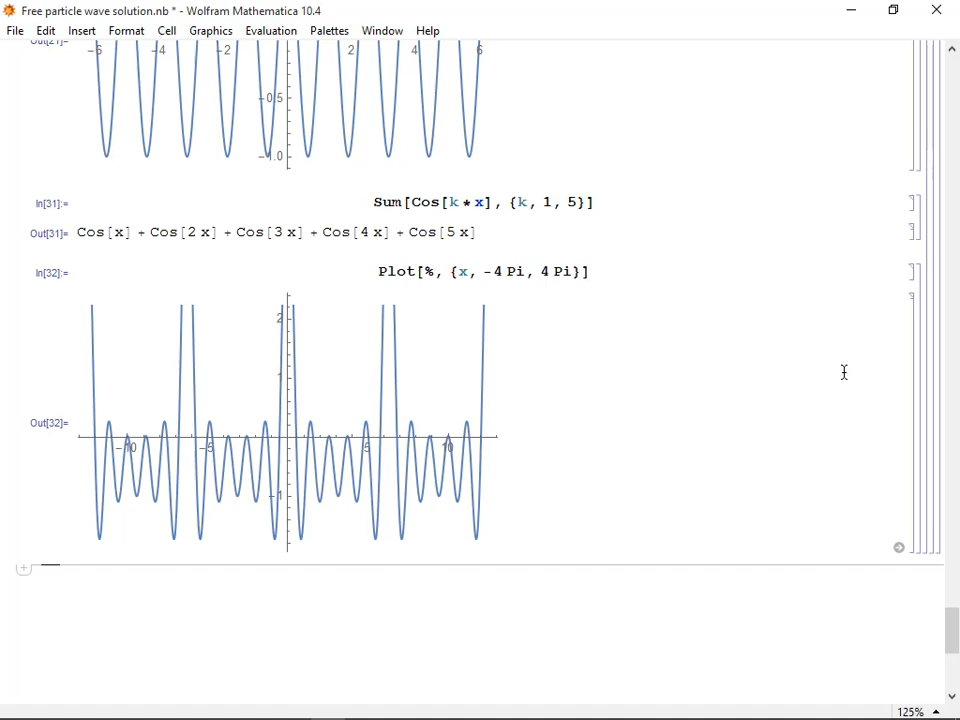 Free particle wave solution.nb * - Wolfram Mathematica 10.4
File Edit Insert Format Cell Graphics Evaluation Palettes Window Help
Out[21]=
-6 -4 -2 2 4 6
-0.5
-1.0
In[31]:= Sum[Cos[k * x], {k, 1, 5}]
Out[31]= Cos[x] + Cos[2 x] + Cos[3 x] + Cos[4 x] + Cos[5 x]
In[32]:= Plot[%, {x, -4 Pi, 4 Pi}]
2
1
Out[32]=
-10 -5 5 10
-1
125%